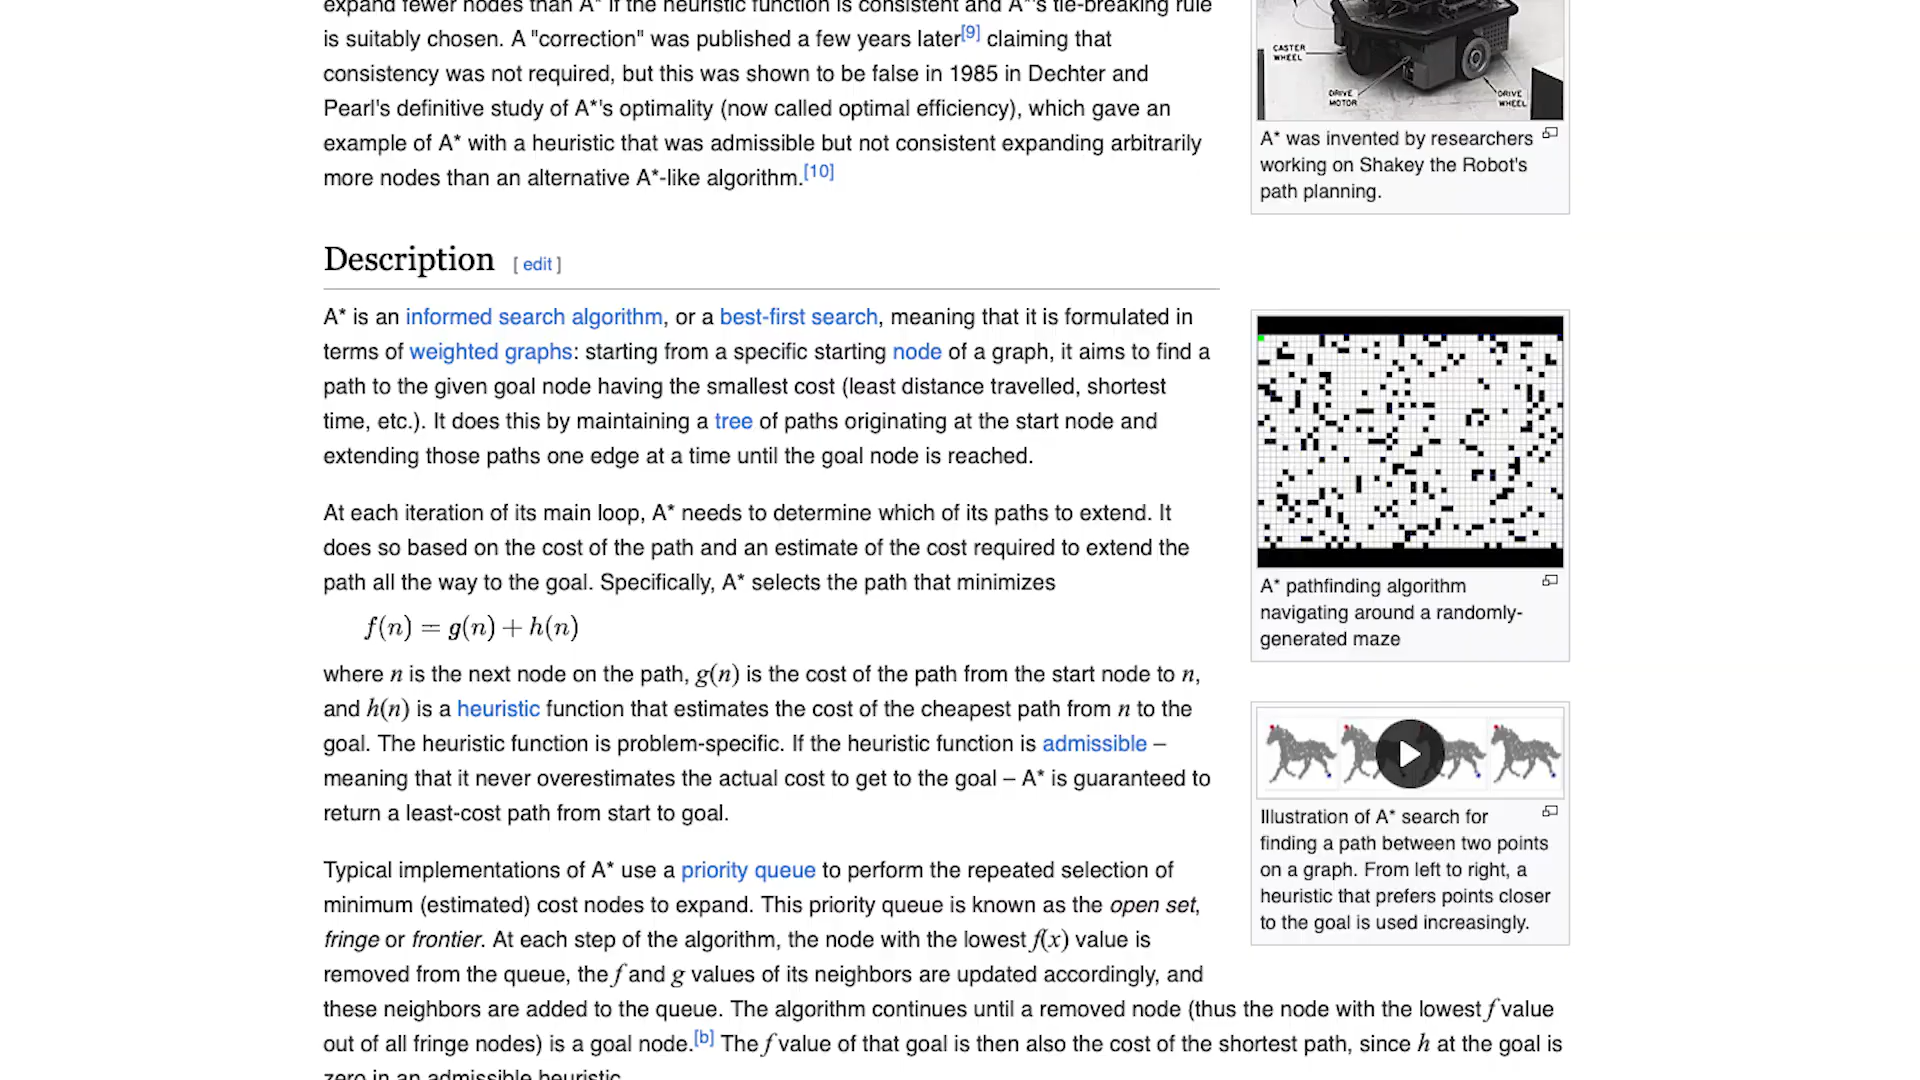 expand fewer nodes than A* if the heuristic function is consistent and A*'s tie-breaking rule
is suitably chosen. A "correction" was published a few years later[9] claiming that
consistency was not required, but this was shown to be false in 1985 in Dechter and
Pearl's definitive study of A*'s optimality (now called optimal efficiency), which gave an
example of A* with a heuristic that was admissible but not consistent expanding arbitrarily
more nodes than an alternative A*-like algorithm.[10]
CASTER
WHEEL
DRIVE
MOTOR
DRIVE
WHEEL
A* was invented by researchers
working on Shakey the Robot's
path planning.
Description [ edit ]
A* is an informed search algorithm, or a best-first search, meaning that it is formulated in
terms of weighted graphs: starting from a specific starting node of a graph, it aims to find a
path to the given goal node having the smallest cost (least distance travelled, shortest
time, etc.). It does this by maintaining a tree of paths originating at the start node and
extending those paths one edge at a time until the goal node is reached.
At each iteration of its main loop, A* needs to determine which of its paths to extend. It
does so based on the cost of the path and an estimate of the cost required to extend the
path all the way to the goal. Specifically, A* selects the path that minimizes
f(n) = g(n) + h(n)
where n is the next node on the path, g(n) is the cost of the path from the start node to n,
and h(n) is a heuristic function that estimates the cost of the cheapest path from n to the
goal. The heuristic function is problem-specific. If the heuristic function is admissible –
meaning that it never overestimates the actual cost to get to the goal – A* is guaranteed to
return a least-cost path from start to goal.
A* pathfinding algorithm
navigating around a randomly-
generated maze
Typical implementations of A* use a priority queue to perform the repeated selection of
minimum (estimated) cost nodes to expand. This priority queue is known as the open set,
fringe or frontier. At each step of the algorithm, the node with the lowest f(x) value is
removed from the queue, the f and g values of its neighbors are updated accordingly, and
these neighbors are added to the queue. The algorithm continues until a removed node (thus the node with the lowest f value
out of all fringe nodes) is a goal node.[b] The f value of that goal is then also the cost of the shortest path, since h at the goal is
zero in an admissible heuristic.
Illustration of A* search for
finding a path between two points
on a graph. From left to right, a
heuristic that prefers points closer
to the goal is used increasingly.